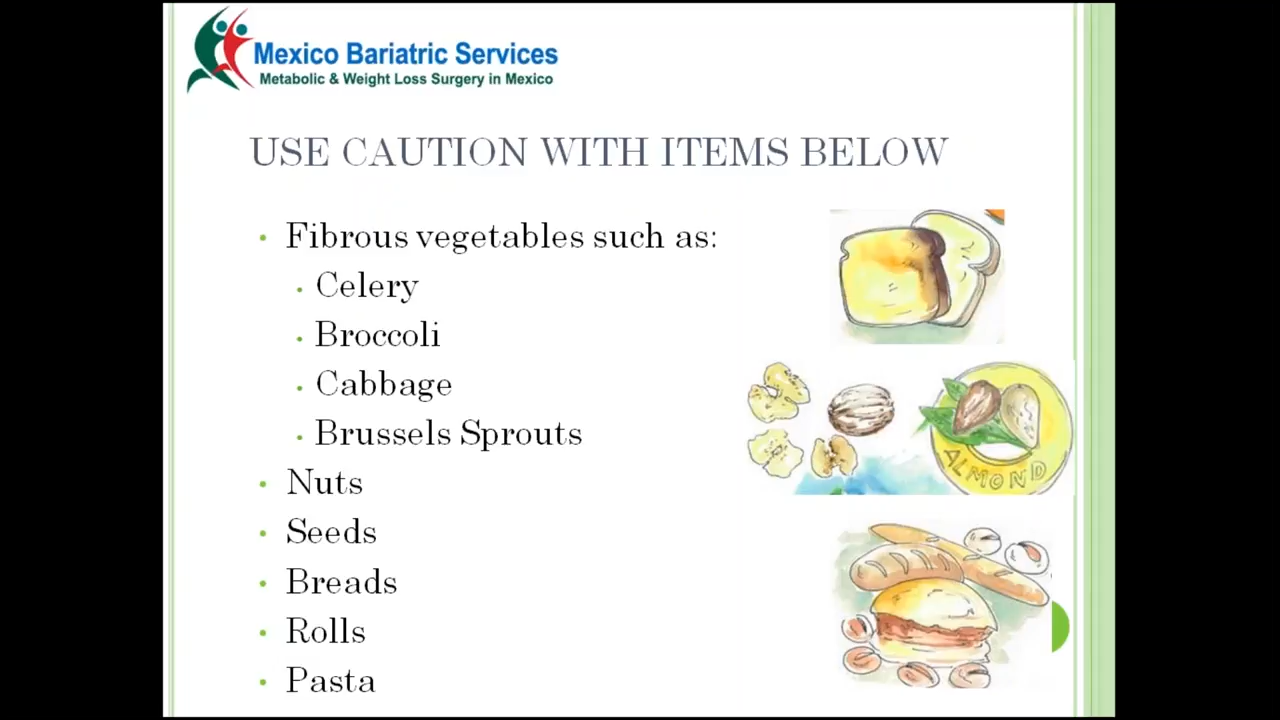 Mexico Bariatric Services
Metabolic & Weight Loss Surgery in Mexico
USE CAUTION WITH ITEMS BELOW
• Fibrous vegetables such as:
• Celery
• Broccoli
• Cabbage
• Brussels Sprouts
• Nuts
• Seeds
• Breads
• Rolls
• Pasta
ALMOND